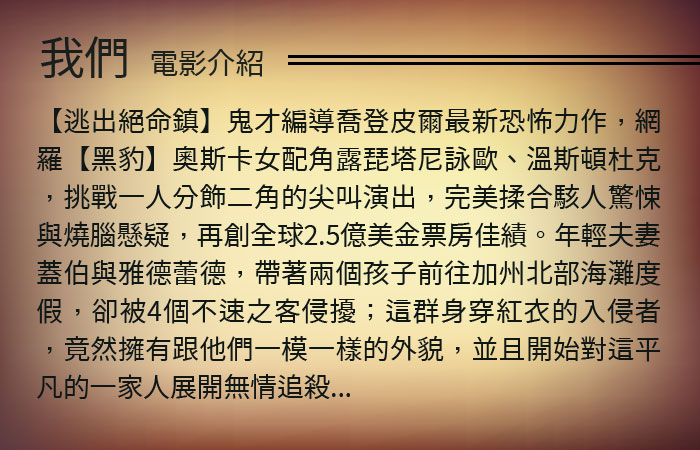 我們 電影介紹
【逃出絕命鎮】鬼才編導喬登皮爾最新恐怖力作，網
羅【黑豹】奧斯卡女配角露琵塔尼詠歐、溫斯頓杜克
，挑戰一人分飾二角的尖叫演出，完美揉合駭人驚悚
與燒腦懸疑，再創全球2.5億美金票房佳績。年輕夫妻
蓋伯與雅德蕾德，帶著兩個孩子前往加州北部海灘度
假，卻被4個不速之客侵擾；這群身穿紅衣的入侵者
，竟然擁有跟他們一模一樣的外貌，並且開始對這平
凡的一家人展開無情追殺...